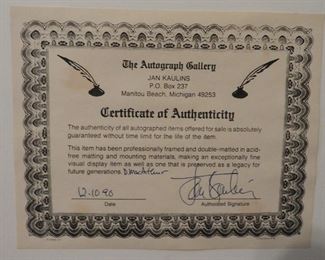 The Autograph Gallery
JAN KAULINS
P.O. Box 237
Manitou Beach, Michigan 49253
Certificate of Authenticity
The authenticity of all autographed items offered for sale is absolutely
guaranteed without time limit for the life of the item.
This item has been professionally framed and double-matted in acid-
free matting and mounting materials, making an exceptionally fine
visual display item as well as one that is preserved as a legacy for
future generations. D. MacArthur
12-10-90 Jan Kaulins
Date Authorized Signature